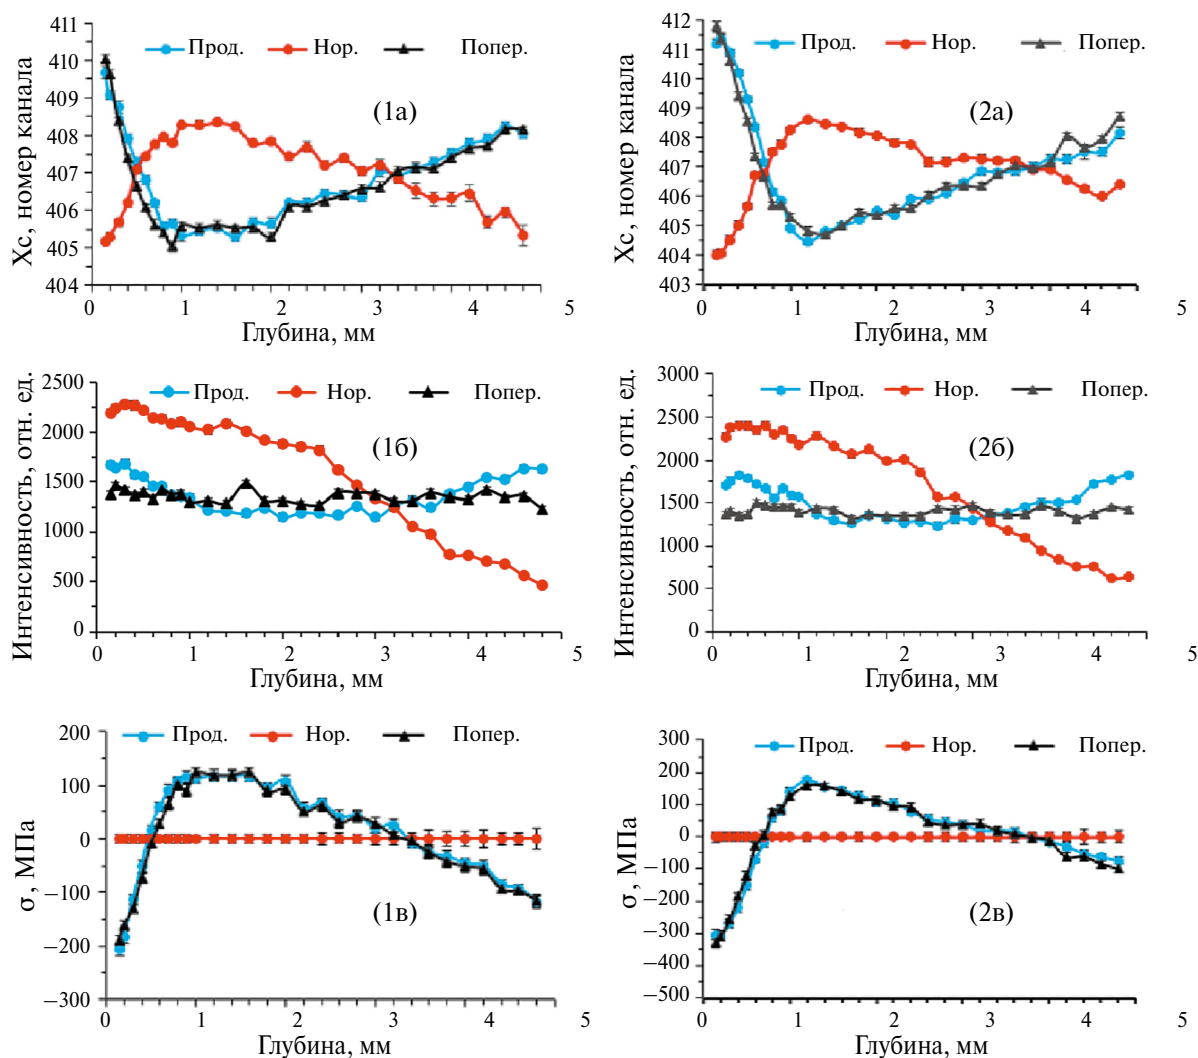 411
410
409
408
407
406
405
404
Xc, номер канала
Прод. Нор. Попер.
(1а)
0 1 2 3 4 5
Глубина, мм
412
411
410
409
408
407
406
405
404
403
Xc, номер канала
Прод. Нор. Попер.
(2а)
0 1 2 3 4 5
Глубина, мм
2500
2250
1500
1250
1000
500
0
Интенсивность, отн. ед.
Прод. Нор. Попер.
(1б)
0 1 2 3 4 5
Глубина, мм
3000
2500
2000
1500
1000
500
0
Интенсивность, отн. ед.
Прод. Нор. Попер.
(2б)
0 1 2 3 4 5
Глубина, мм
200
100
0
−100
−200
−300
σ, МПа
Прод. Нор. Попер.
(1в)
0 1 2 3 4 5
Глубина, мм
300
200
100
0
−100
−200
−300
−400
−500
σ, МПа
Прод. Нор. Попер.
(2в)
0 1 2 3 4 5
Глубина, мм